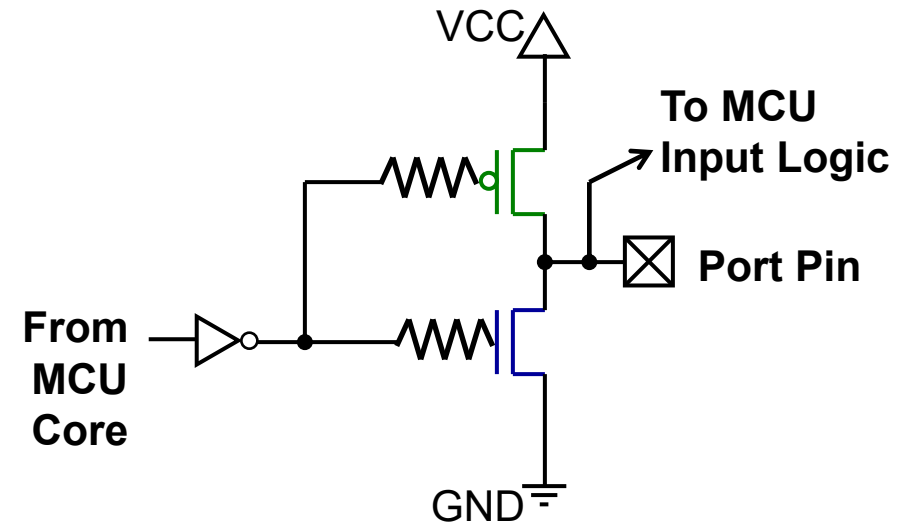 VCC
To MCU
Input Logic
Port Pin
From
MCU
Core
GND